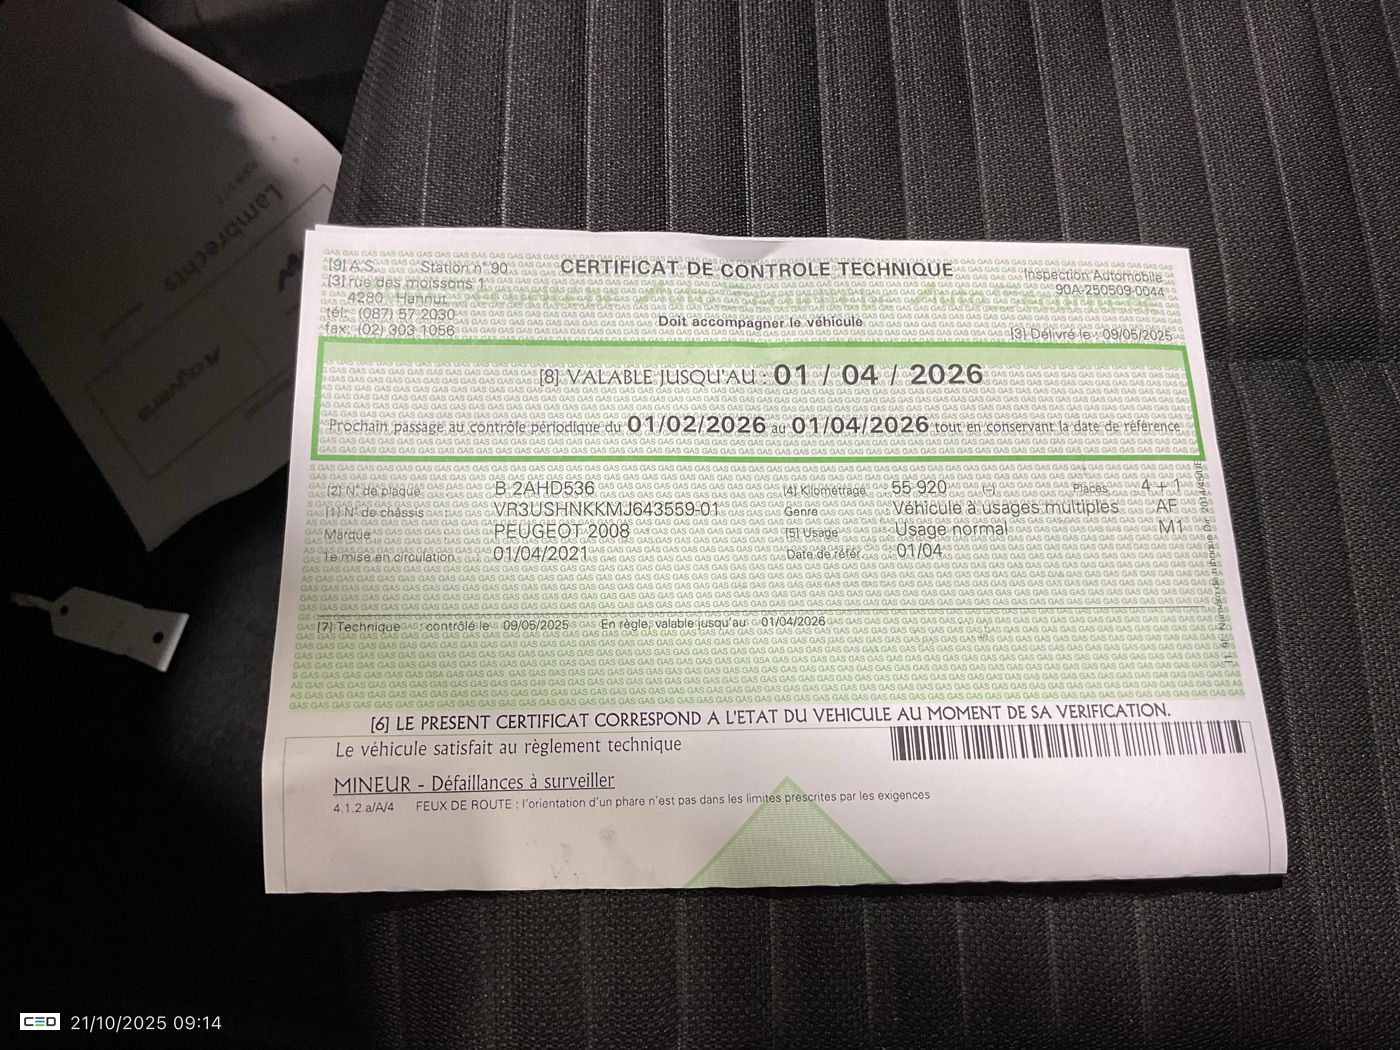 [9] A.S. Station n° 90
[3] rue des moissons 1
4280 Hannut
tél: (087) 57 2030
fax: (02) 303 1056
CERTIFICAT DE CONTROLE TECHNIQUE
Doit accompagner le véhicule
Inspection Automobile
90A-250509-0044
[3] Délivré le : 09/05/2025
[8] VALABLE JUSQU'AU : 01 / 04 / 2026
Prochain passage au contrôle périodique du 01/02/2026 au 01/04/2026 tout en conservant la date de référence.
[2] N° de plaque B 2AHD536
[1] N° de châssis VR3USHNKKMJ643559-01
Marque PEUGEOT 2008
1e mise en circulation 01/04/2021
[4] Kilométrage 55 920 (-) Places 4 + 1
Genre Véhicule à usages multiples AF
[5] Usage Usage normal M1
Date de référ. 01/04
[7] Technique contrôlé le 09/05/2025 En règle, valable jusqu'au 01/04/2026
[6] LE PRESENT CERTIFICAT CORRESPOND A L'ETAT DU VEHICULE AU MOMENT DE SA VERIFICATION.
Le véhicule satisfait au règlement technique
MINEUR - Défaillances à surveiller
4.1.2.a/A/4 FEUX DE ROUTE : l'orientation d'un phare n'est pas dans les limites prescrites par les exigences
Lambrechts
CED 21/10/2025 09:14